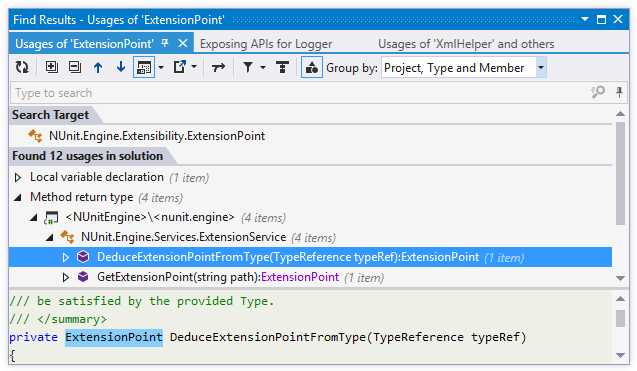 Find Results - Usages of 'ExtensionPoint'
Usages of 'ExtensionPoint' Exposing APIs for Logger Usages of 'XmlHelper' and others
Group by: Project, Type and Member
Type to search
Search Target
NUnit.Engine.Extensibility.ExtensionPoint
Found 12 usages in solution
Local variable declaration (1 item)
Method return type (4 items)
C# <NUnitEngine>\<nunit.engine> (4 items)
NUnit.Engine.Services.ExtensionService (4 items)
DeduceExtensionPointFromType(TypeReference typeRef):ExtensionPoint (1 item)
GetExtensionPoint(string path):ExtensionPoint (1 item)
/// be satisfied by the provided Type.
/// </summary>
private ExtensionPoint DeduceExtensionPointFromType(TypeReference typeRef)
{